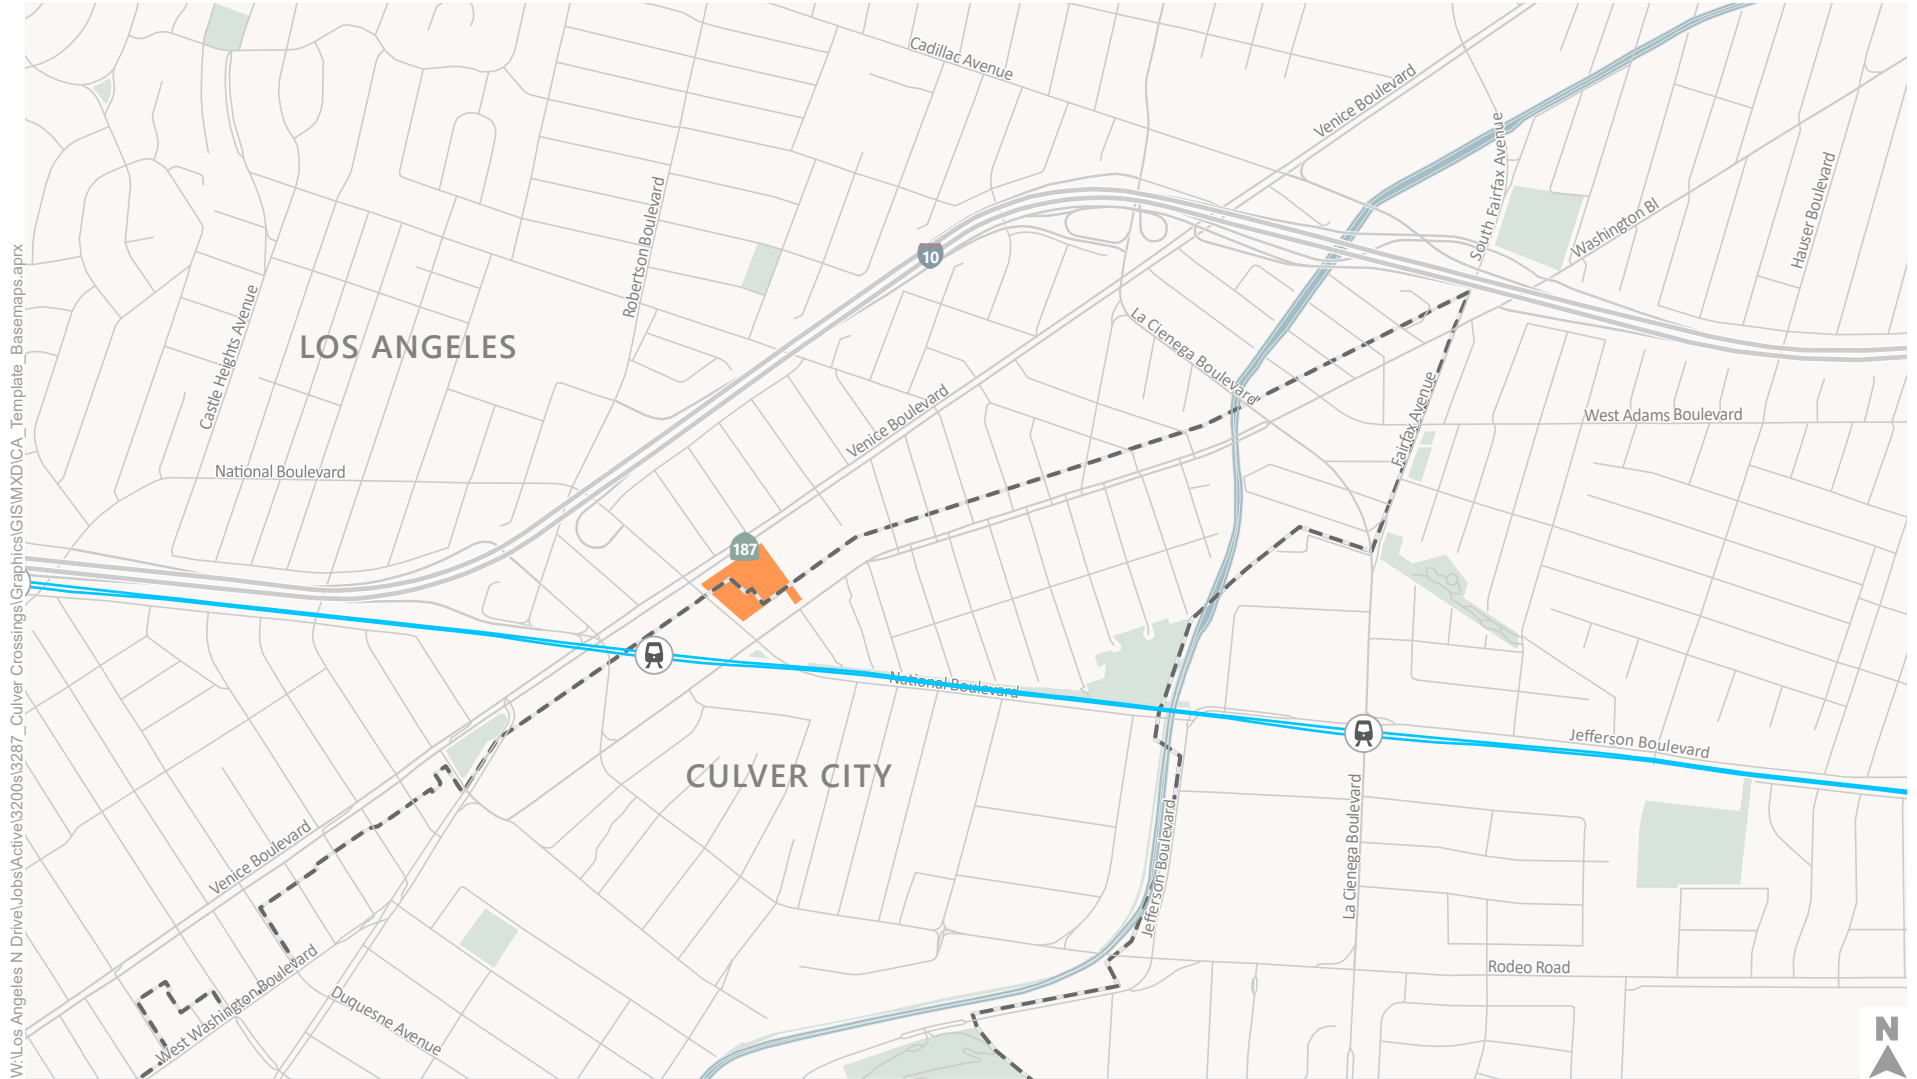 Cadillac Avenue
Venice Boulevard
South Fairfax Avenue
Robertson Boulevard
Hauser Boulevard
Washington Bl
10
Castle Heights Avenue
LOS ANGELES
La Cienega Boulevard
Venice Boulevard
Fairfax Avenue
West Adams Boulevard
National Boulevard
187
National Boulevard
Jefferson Boulevard
CULVER CITY
La Cienega Boulevard
Jefferson Boulevard
Venice Boulevard
Rodeo Road
West Washington Boulevard
Duquesne Avenue
N
W:\Los Angeles N Drive\Jobs\Active\3200s\3287_Culver Crossings\Graphics\GIS\MXD\CA_Template_Basemaps.aprx